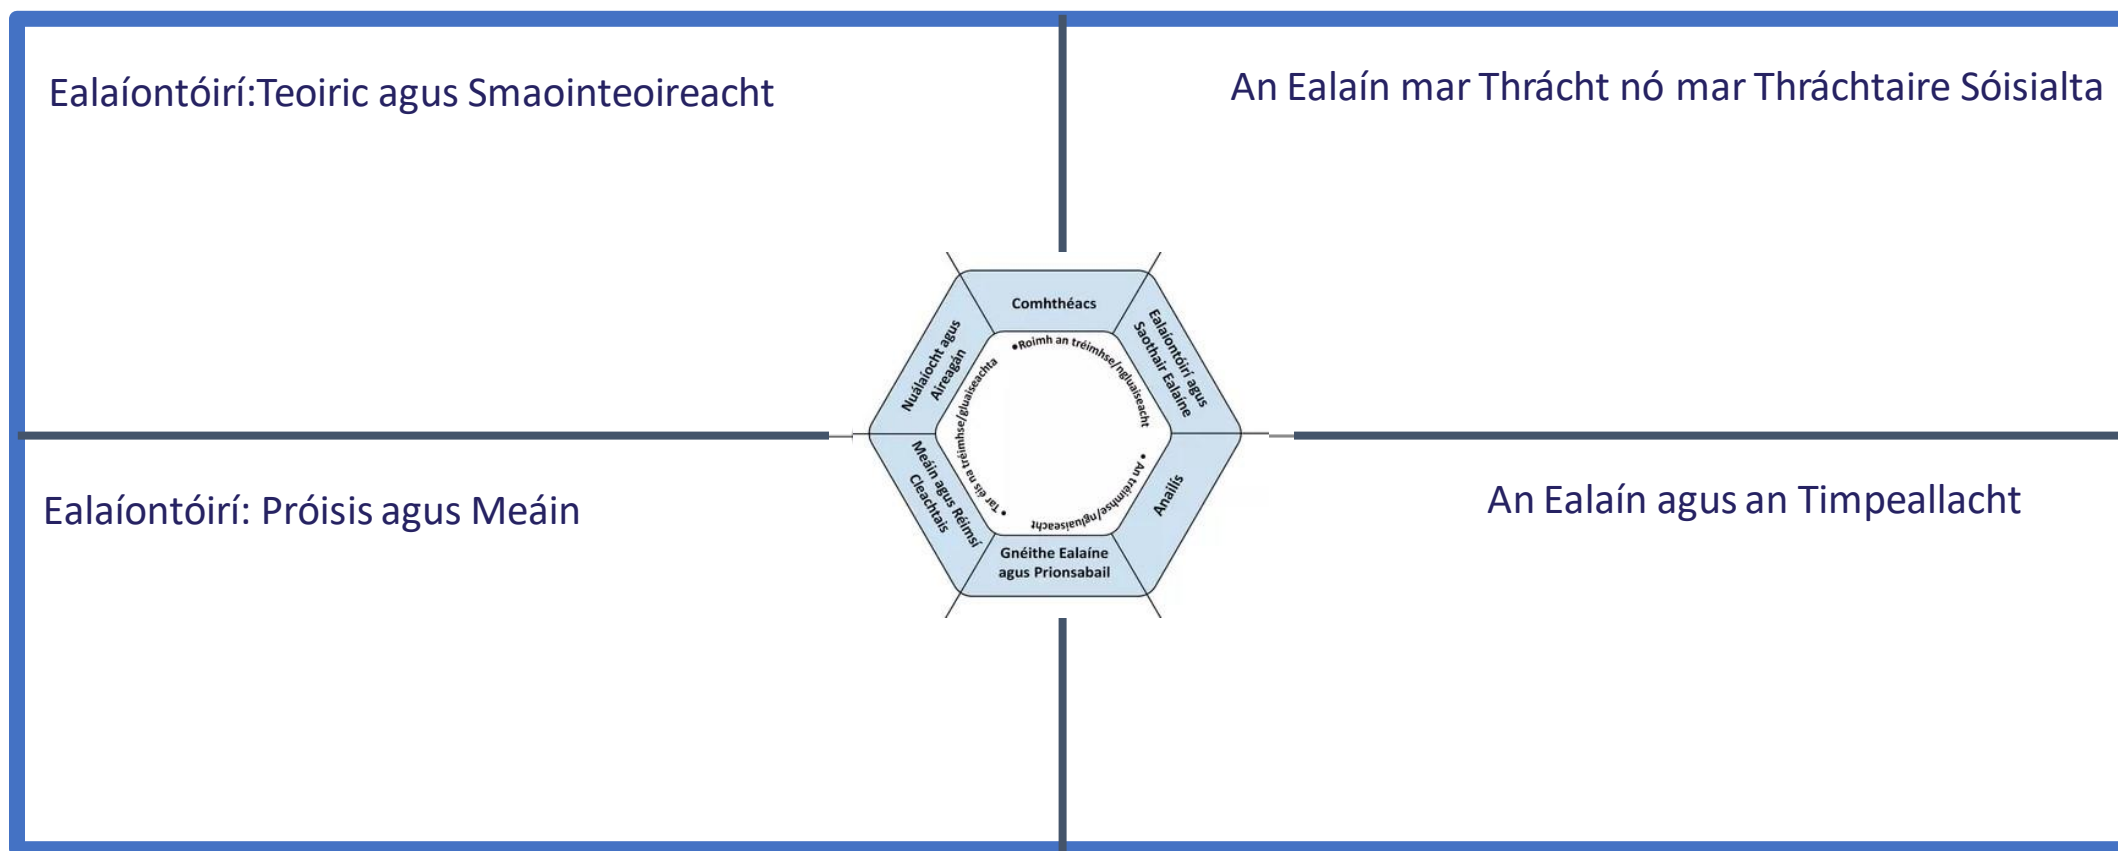 Ealaíontóirí:Teoiric agus Smaointeoireacht
An Ealaín mar Thrácht nó mar Thráchtaire Sóisialta
Comhthéacs
Ealaíontóirí agus
Saothair Ealaíne
Nuálaíocht agus
Aireagán
•Roimh an tréimhse/ngluaiseacht
• An tréimhse/ngluaiseacht
• Tar éis na tréimhse/gluaiseachta
Meáin agus Réimsí
Cleachtais
Anailís
Gnéithe Ealaíne
agus Prionsabail
Ealaíontóirí: Próisis agus Meáin
An Ealaín agus an Timpeallacht